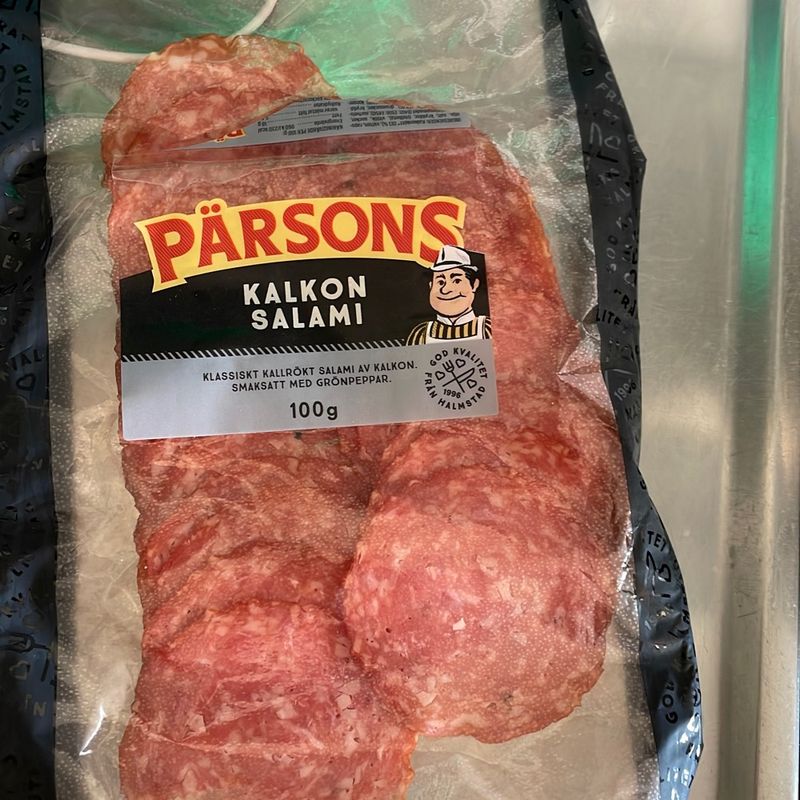 PÄRSONS
KALKON
SALAMI
KLASSISKT KALLRÖKT SALAMI AV KALKON.
SMAKSATT MED GRÖNPEPPAR.
100g
GOD KVALITET
1996
FRÅN HALMSTAD